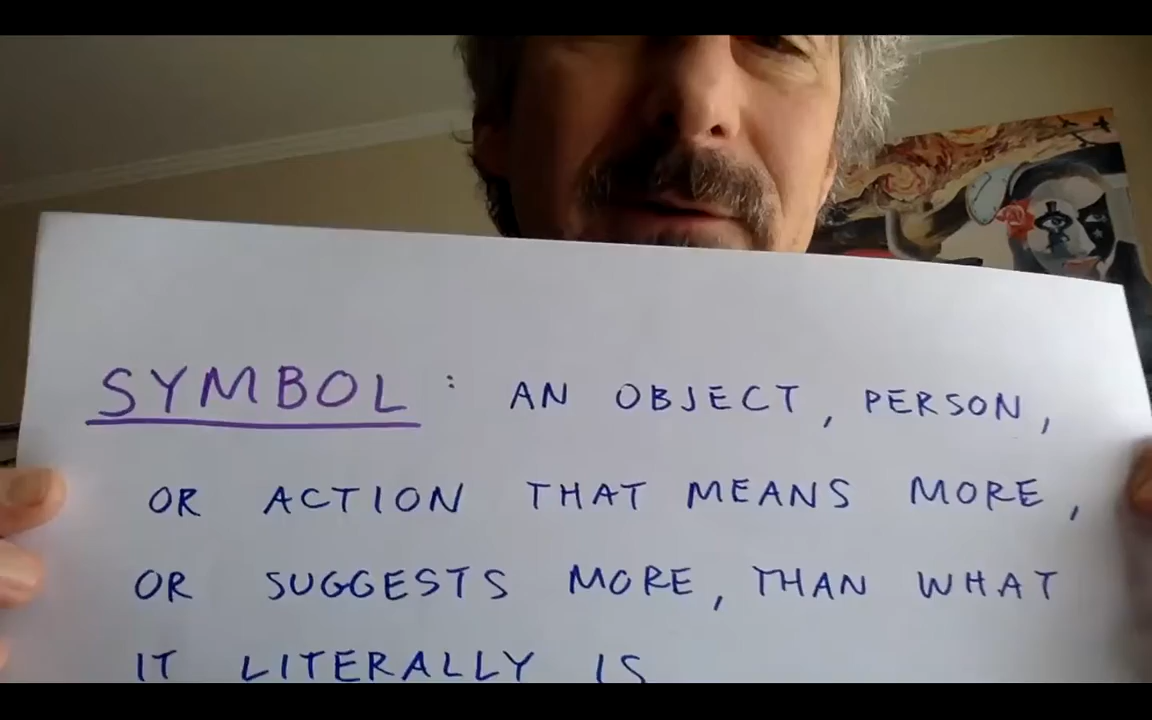 SYMBOL: AN OBJECT, PERSON,
OR ACTION THAT MEANS MORE,
OR SUGGESTS MORE, THAN WHAT
IT LITERALLY IS